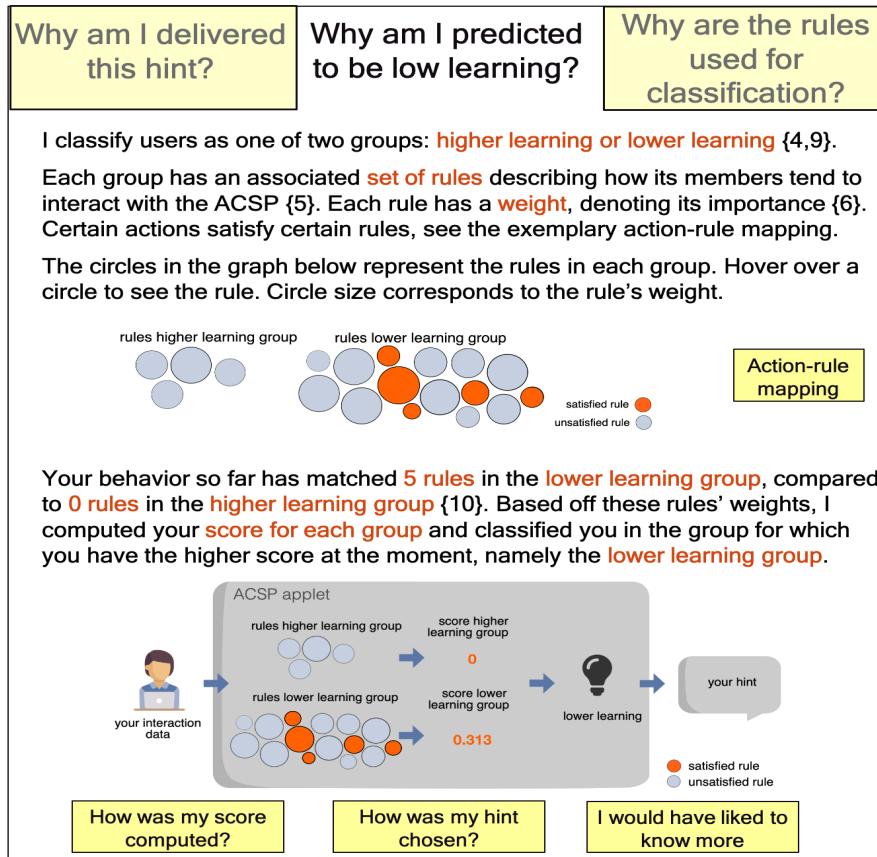 Why am I delivered
this hint?
Why am I predicted
to be low learning?
Why are the rules
used for
classification?
I classify users as one of two groups: higher learning or lower learning {4,9}.
Each group has an associated set of rules describing how its members tend to
interact with the ACSP {5}. Each rule has a weight, denoting its importance {6}.
Certain actions satisfy certain rules, see the exemplary action-rule mapping.
The circles in the graph below represent the rules in each group. Hover over a
circle to see the rule. Circle size corresponds to the rule's weight.
rules higher learning group
rules lower learning group
satisfied rule
unsatisfied rule
Action-rule
mapping
Your behavior so far has matched 5 rules in the lower learning group, compared
to 0 rules in the higher learning group {10}. Based off these rules' weights, I
computed your score for each group and classified you in the group for which
you have the higher score at the moment, namely the lower learning group.
ACSP applet
rules higher learning group
score higher
learning group
0
your interaction
data
rules lower learning group
score lower
learning group
0.313
lower learning
your hint
satisfied rule
unsatisfied rule
How was my score
computed?
How was my hint
chosen?
I would have liked to
know more